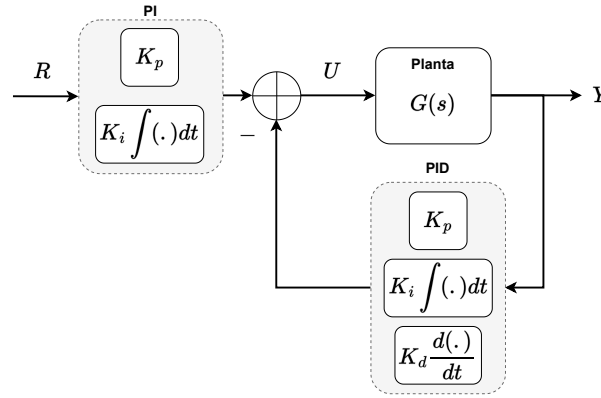 PI
K_p
R
K_i ∫(.)dt
−
U
Planta
G(s)
Y
PID
K_p
K_i ∫(.)dt
K_d d(.)/dt